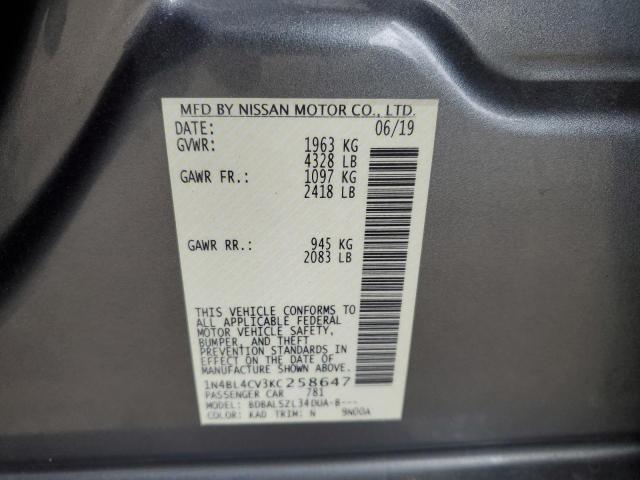 MFD BY NISSAN MOTOR CO., LTD.
DATE: 06/19
GVWR: 1963 KG
4328 LB
GAWR FR.: 1097 KG
2418 LB
GAWR RR.: 945 KG
2083 LB
THIS VEHICLE CONFORMS TO
ALL APPLICABLE FEDERAL
MOTOR VEHICLE SAFETY,
BUMPER, AND THEFT
PREVENTION STANDARDS IN
EFFECT ON THE DATE OF
MANUFACTURE SHOWN ABOVE.
1N4BL4CV3KC258647
PASSENGER CAR 781
MODEL: BDBALSZL34DUA-B---
COLOR: KAD TRIM: N 9N00A